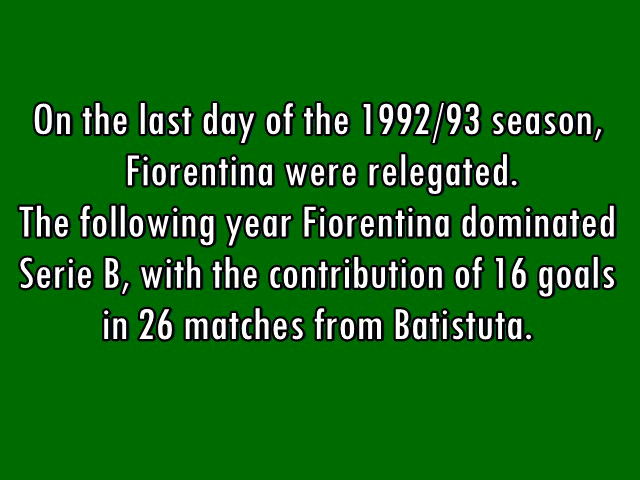 On the last day of the 1992/93 season,
Fiorentina were relegated.
The following year Fiorentina dominated
Serie B, with the contribution of 16 goals
in 26 matches from Batistuta.